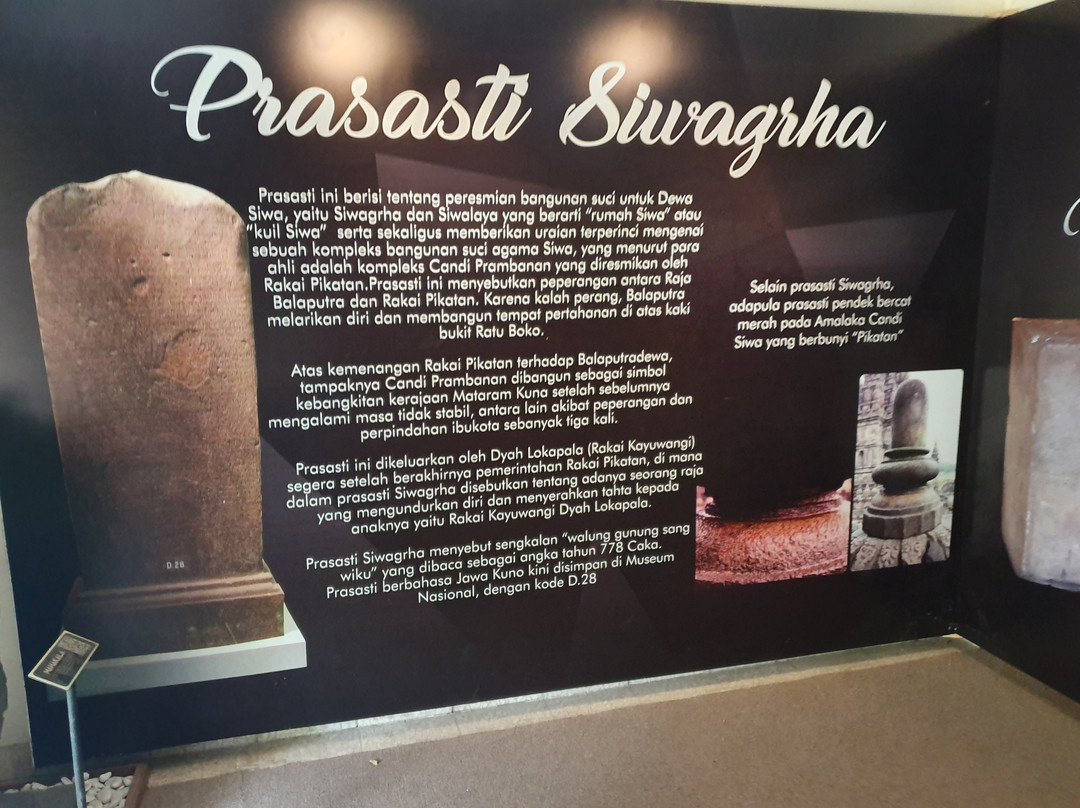 Prasasti Siwagrha
Prasasti ini berisi tentang peresmian bangunan suci untuk Dewa
Siwa, yaitu Siwagrha dan Siwalaya yang berarti "rumah Siwa" atau
"kuil Siwa" serta sekaligus memberikan uraian terperinci mengenai
sebuah kompleks bangunan suci agama Siwa, yang menurut para
ahli adalah kompleks Candi Prambanan yang diresmikan oleh
Rakai Pikatan.Prasasti ini menyebutkan peperangan antara Raja
Balaputra dan Rakai Pikatan. Karena kalah perang, Balaputra
melarikan diri dan membangun tempat pertahanan di atas kaki
bukit Ratu Boko.
Atas kemenangan Rakai Pikatan terhadap Balaputradewa,
tampaknya Candi Prambanan dibangun sebagai simbol
kebangkitan kerajaan Mataram Kuna setelah sebelumnya
mengalami masa tidak stabil, antara lain akibat peperangan dan
perpindahan ibukota sebanyak tiga kali.
Prasasti ini dikeluarkan oleh Dyah Lokapala (Rakai Kayuwangi)
segera setelah berakhirnya pemerintahan Rakai Pikatan, di mana
dalam prasasti Siwagrha disebutkan tentang adanya seorang raja
yang mengundurkan diri dan menyerahkan tahta kepada
anaknya yaitu Rakai Kayuwangi Dyah Lokapala.
Prasasti Siwagrha menyebut sengkalan "walung gunung sang
wiku" yang dibaca sebagai angka tahun 778 Caka.
Prasasti berbahasa Jawa Kuno kini disimpan di Museum
Nasional, dengan kode D.28
Selain prasasti Siwagrha,
adapula prasasti pendek bercat
merah pada Amalaka Candi
Siwa yang berbunyi "Pikatan"
D.28